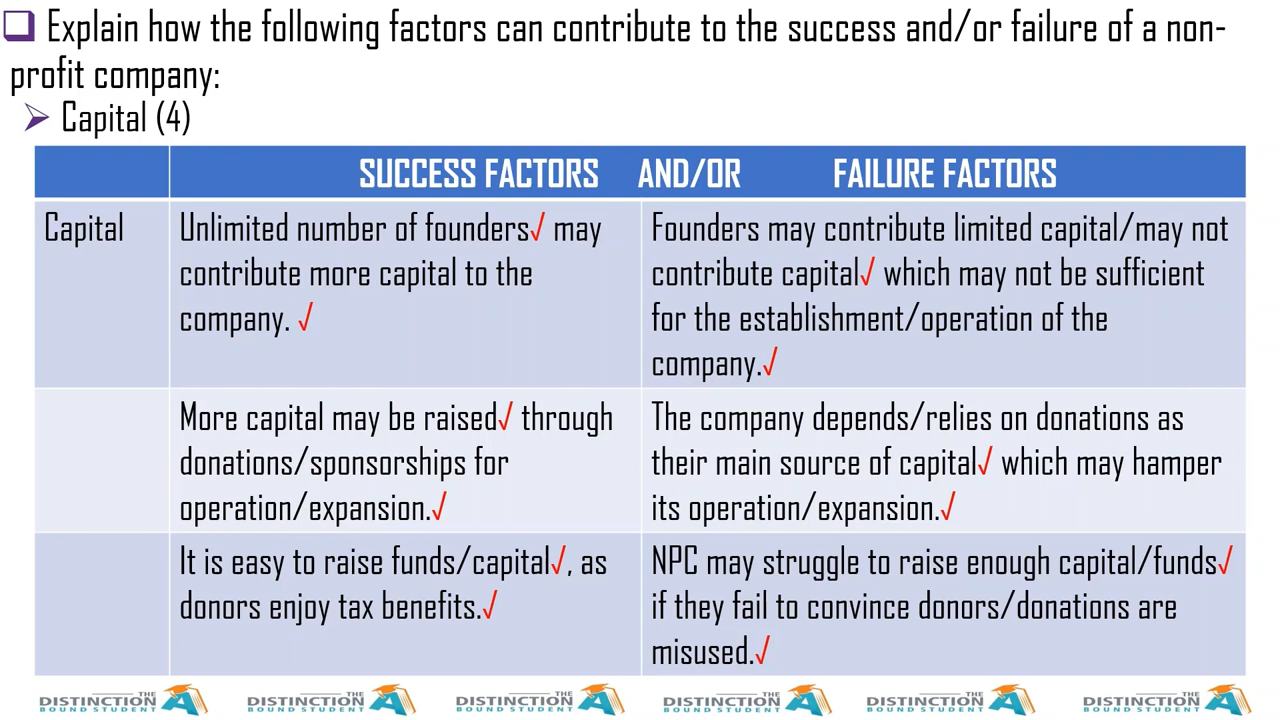 ❑ Explain how the following factors can contribute to the success and/or failure of a non-
profit company:
➢ Capital (4)
SUCCESS FACTORS AND/OR FAILURE FACTORS
Capital
Unlimited number of founders√ may
contribute more capital to the
company. √
Founders may contribute limited capital/may not
contribute capital√ which may not be sufficient
for the establishment/operation of the
company.√
More capital may be raised√ through
donations/sponsorships for
operation/expansion.√
The company depends/relies on donations as
their main source of capital√ which may hamper
its operation/expansion.√
It is easy to raise funds/capital√, as
donors enjoy tax benefits.√
NPC may struggle to raise enough capital/funds√
if they fail to convince donors/donations are
misused.√
THE
DISTINCTION
BOUND STUDENT
THE
DISTINCTION
BOUND STUDENT
THE
DISTINCTION
BOUND STUDENT
THE
DISTINCTION
BOUND STUDENT
THE
DISTINCTION
BOUND STUDENT
THE
DISTINCTION
BOUND STUDENT